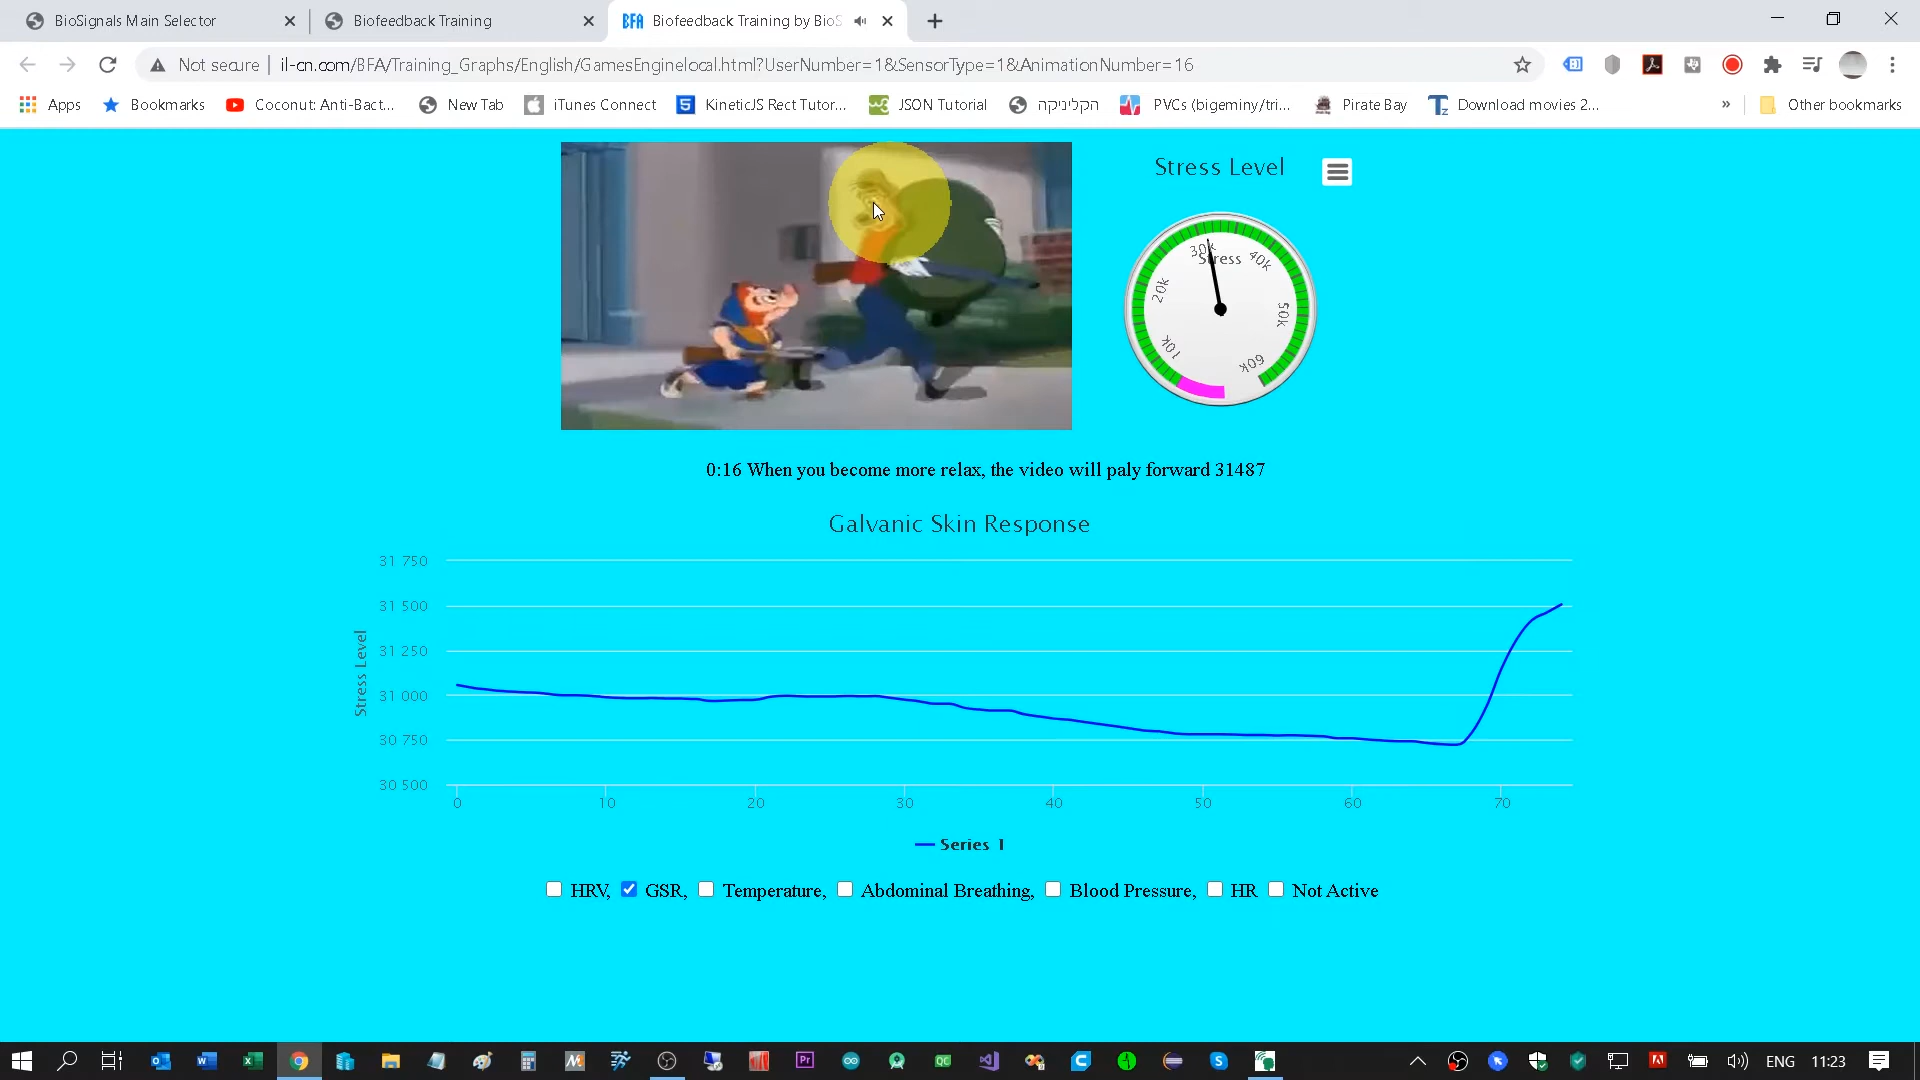 BioSignals Main Selector
Biofeedback Training
BFA Biofeedback Training by BioS
Not secure | il-cn.com/BFA/Training_Graphs/English/GamesEnginelocal.html?UserNumber=1&SensorType=1&AnimationNumber=16
Apps Bookmarks Coconut: Anti-Bact... New Tab iTunes Connect KineticJS Rect Tutor... JSON Tutorial הקליניקה PVCs (bigeminy/tri... Pirate Bay Download movies 2... » Other bookmarks
Stress Level
10k 20k 30k 40k 50k 60k
Stress
0:16 When you become more relax, the video will paly forward 31487
Galvanic Skin Response
Stress Level
31 750
31 500
31 250
31 000
30 750
30 500
0 10 20 30 40 50 60 70
Series 1
HRV, GSR, Temperature, Abdominal Breathing, Blood Pressure, HR Not Active
ENG 11:23